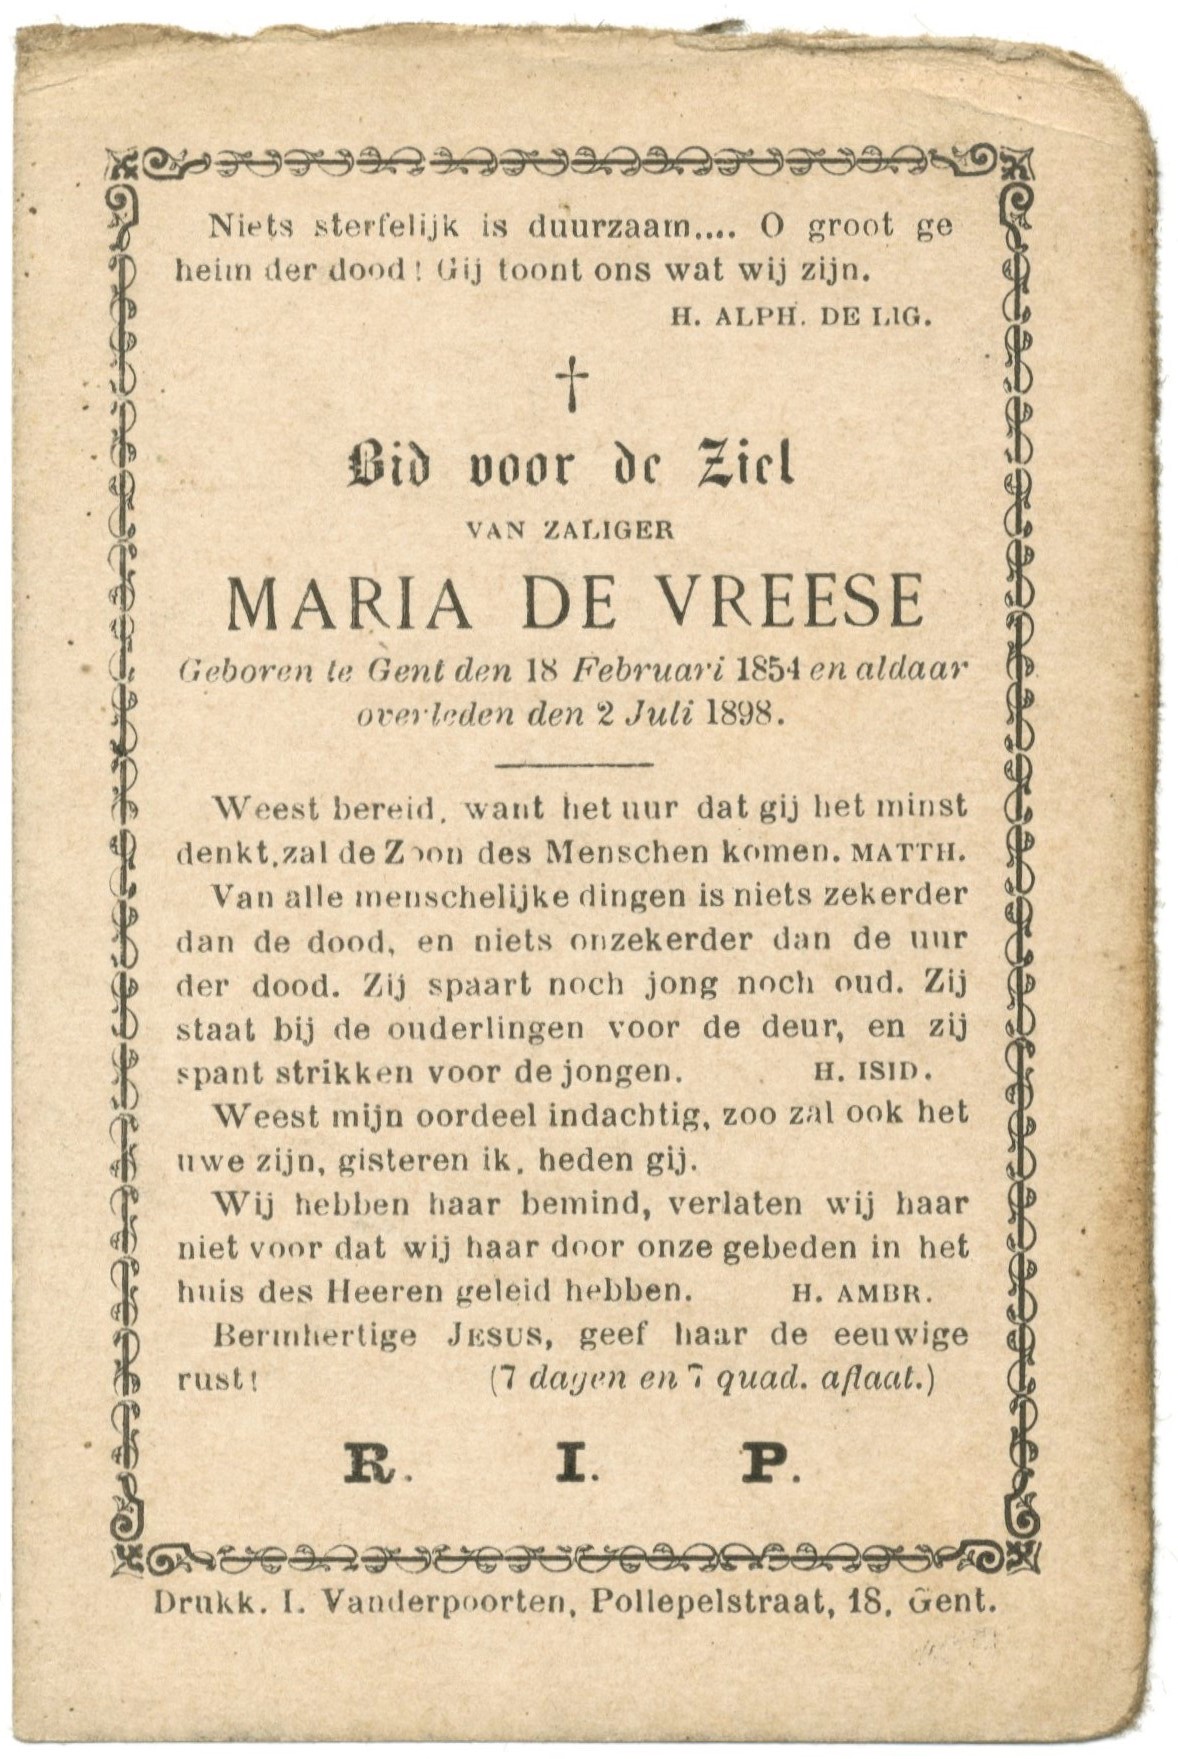 Niets sterfelijk is duurzaam.... O groot ge
heim der dood! Gij toont ons wat wij zijn.
H. ALPH. DE LIG.
†
Bid voor de Ziel
VAN ZALIGER
MARIA DE VREESE
Geboren te Gent den 18 Februari 1854 en aldaar
overleden den 2 Juli 1898.
Weest bereid, want het uur dat gij het minst
denkt, zal de Zoon des Menschen komen. MATTH.
Van alle menschelijke dingen is niets zekerder
dan de dood, en niets onzekerder dan de uur
der dood. Zij spaart noch jong noch oud. Zij
staat bij de ouderlingen voor de deur, en zij
spant strikken voor de jongen. H. ISID.
Weest mijn oordeel indachtig, zoo zal ook het
uwe zijn, gisteren ik, heden gij.
Wij hebben haar bemind, verlaten wij haar
niet voor dat wij haar door onze gebeden in het
huis des Heeren geleid hebben. H. AMBR.
Bermhertige JESUS, geef haar de eeuwige
rust! (7 dagen en 7 quad. aflaat.)
R. I. P.
Drukk. I. Vanderpoorten, Pollepelstraat, 18, Gent.